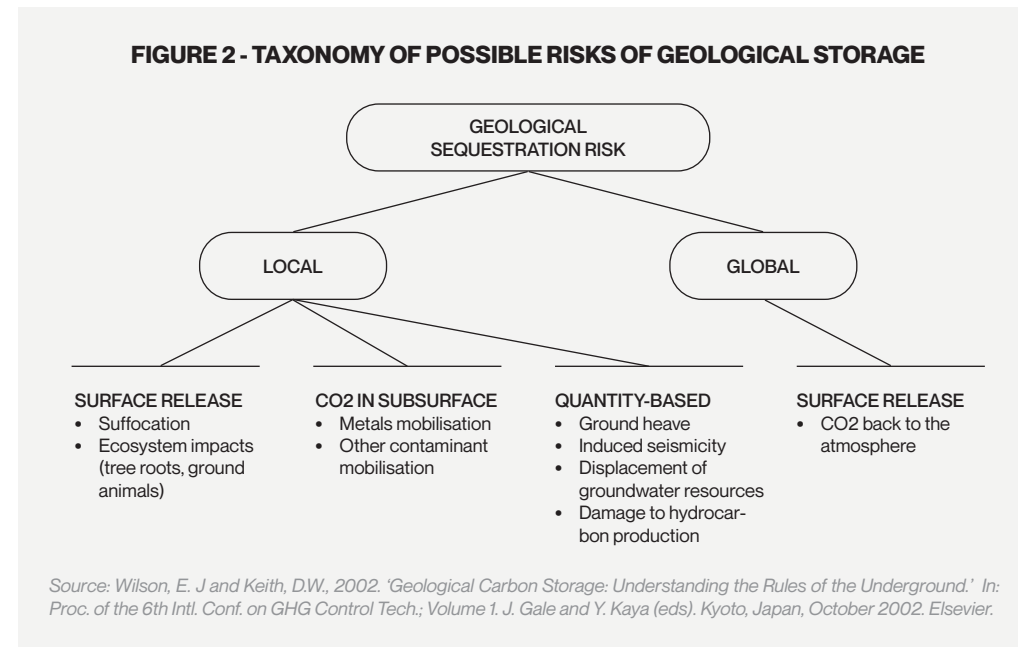 FIGURE 2 - TAXONOMY OF POSSIBLE RISKS OF GEOLOGICAL STORAGE
GEOLOGICAL
SEQUESTRATION RISK
LOCAL
GLOBAL
SURFACE RELEASE
• Suffocation
• Ecosystem impacts
(tree roots, ground
animals)
CO2 IN SUBSURFACE
• Metals mobilisation
• Other contaminant
mobilisation
QUANTITY-BASED
• Ground heave
• Induced seismicity
• Displacement of
groundwater resources
• Damage to hydrocar-
bon production
SURFACE RELEASE
• CO2 back to the
atmosphere
Source: Wilson, E. J and Keith, D.W., 2002. ‘Geological Carbon Storage: Understanding the Rules of the Underground.’ In:
Proc. of the 6th Intl. Conf. on GHG Control Tech.; Volume 1. J. Gale and Y. Kaya (eds). Kyoto, Japan, October 2002. Elsevier.